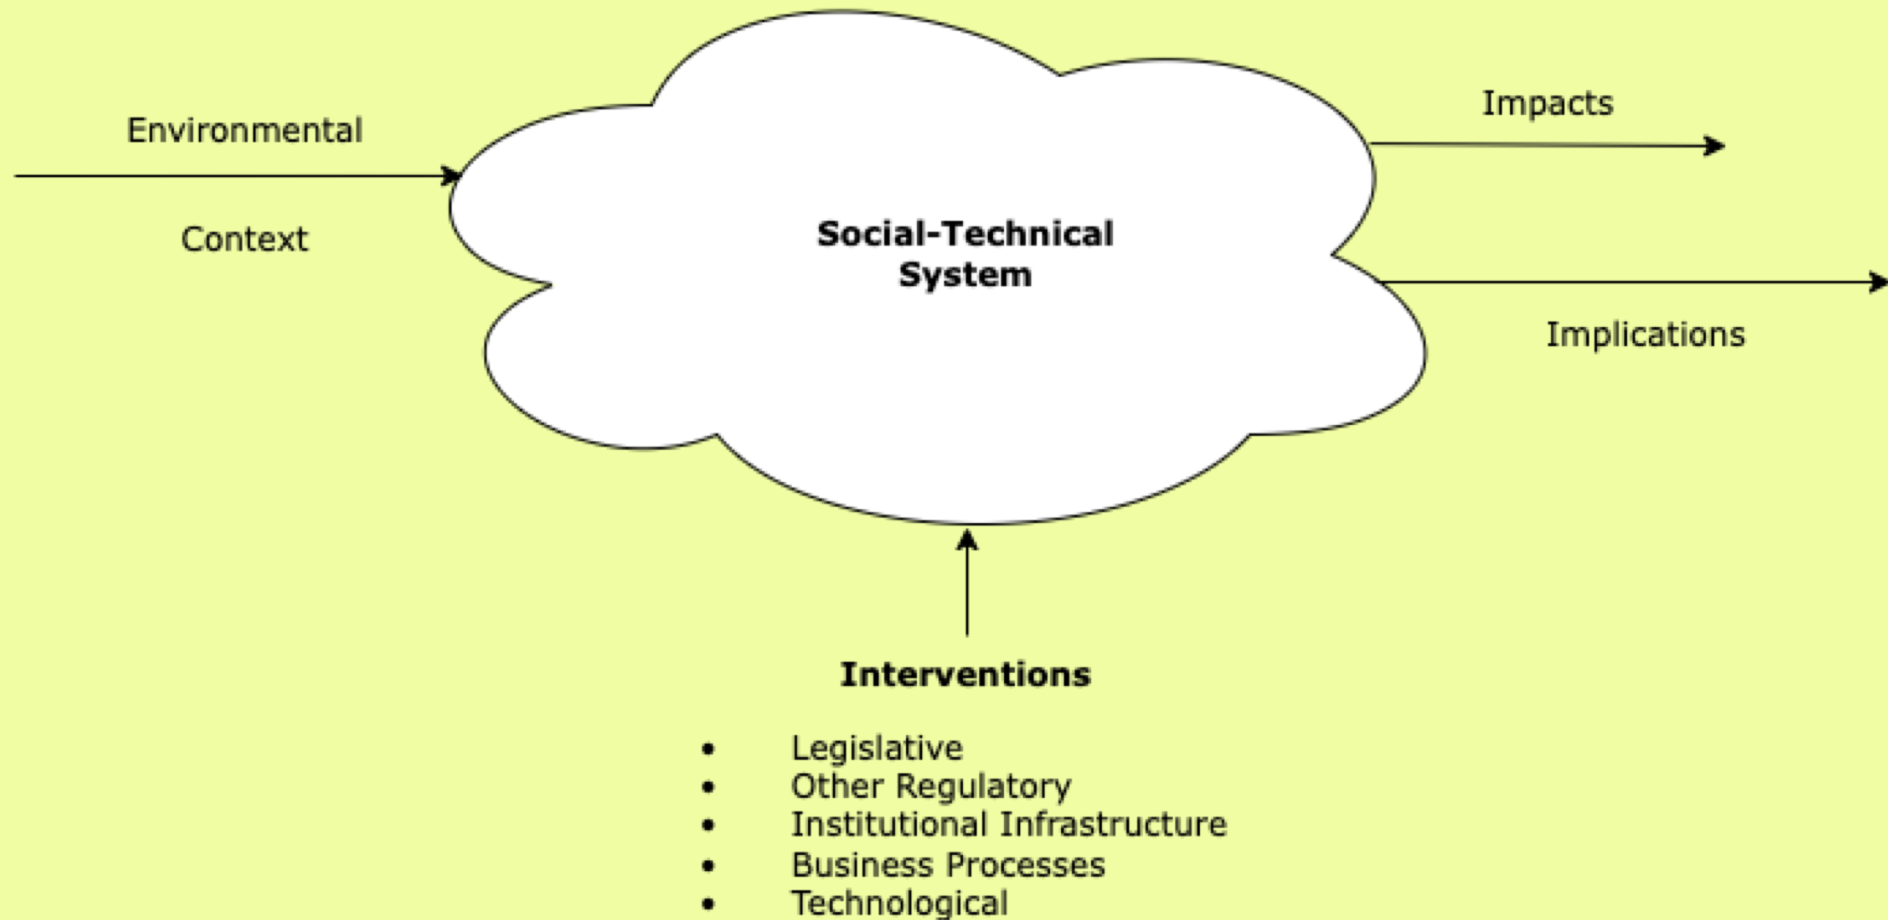 Environmental
Context
Social-Technical
System
Impacts
Implications
Interventions
• Legislative
• Other Regulatory
• Institutional Infrastructure
• Business Processes
• Technological